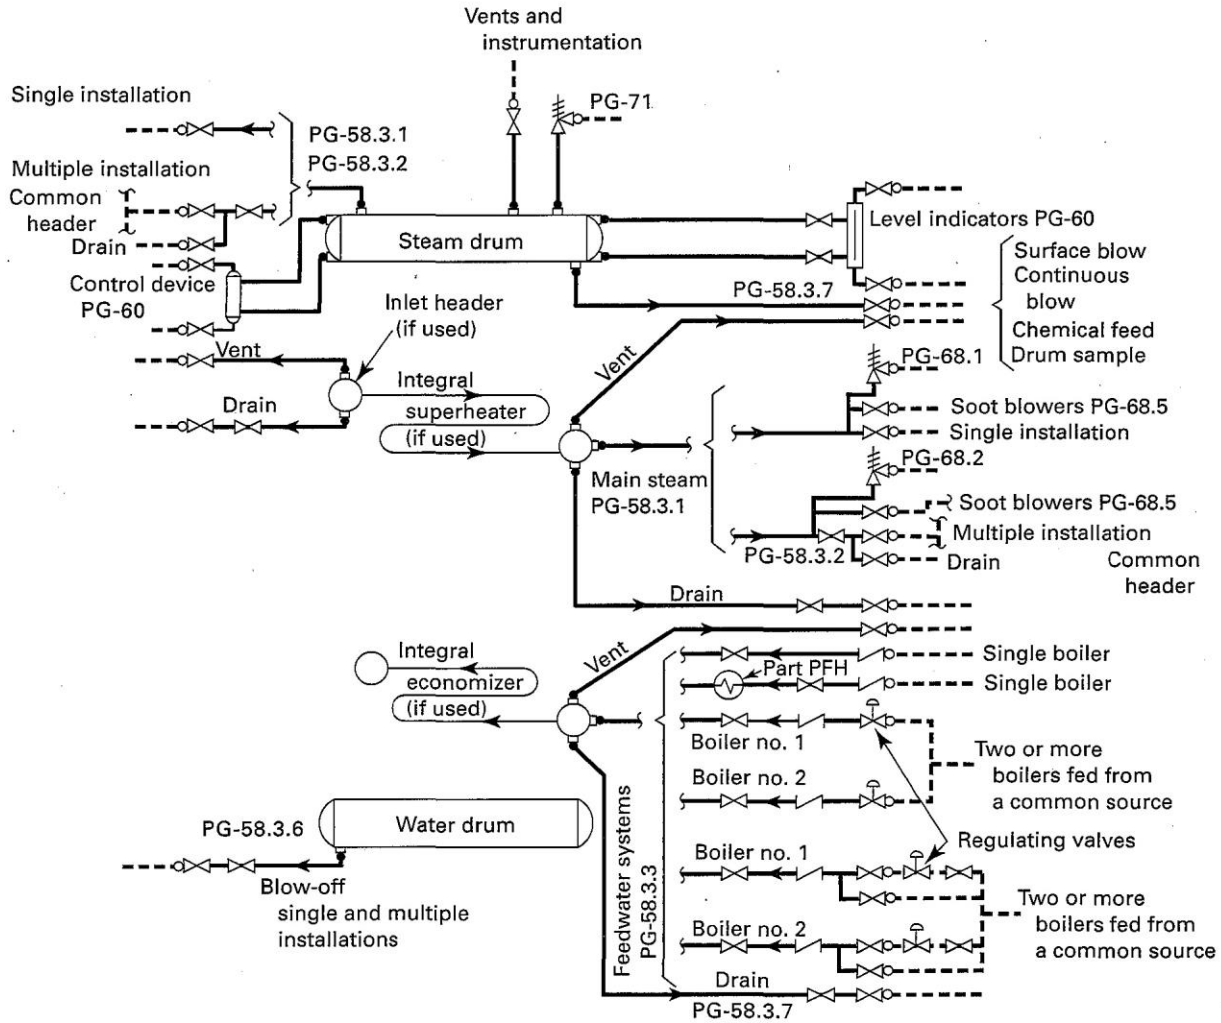 Vents and
instrumentation
Single installation
PG-71
PG-58.3.1
PG-58.3.2
Multiple installation
Common
header
Drain
Steam drum
Level indicators PG-60
Control device
PG-60
Inlet header
(if used)
PG-58.3.7
Surface blow
Continuous
blow
Chemical feed
Drum sample
Vent
Vent
PG-68.1
Integral
superheater
(if used)
Drain
Soot blowers PG-68.5
Single installation
PG-68.2
Main steam
PG-58.3.1
Soot blowers PG-68.5
Multiple installation
PG-58.3.2
Drain
Common
header
Drain
Vent
Integral
economizer
(if used)
Single boiler
Part PFH
Single boiler
Boiler no. 1
Two or more
boilers fed from
a common source
Boiler no. 2
Regulating valves
PG-58.3.6
Water drum
Blow-off
single and multiple
installations
Feedwater systems
PG-58.3.3
Boiler no. 1
Two or more
boilers fed from
a common source
Boiler no. 2
Drain
PG-58.3.7